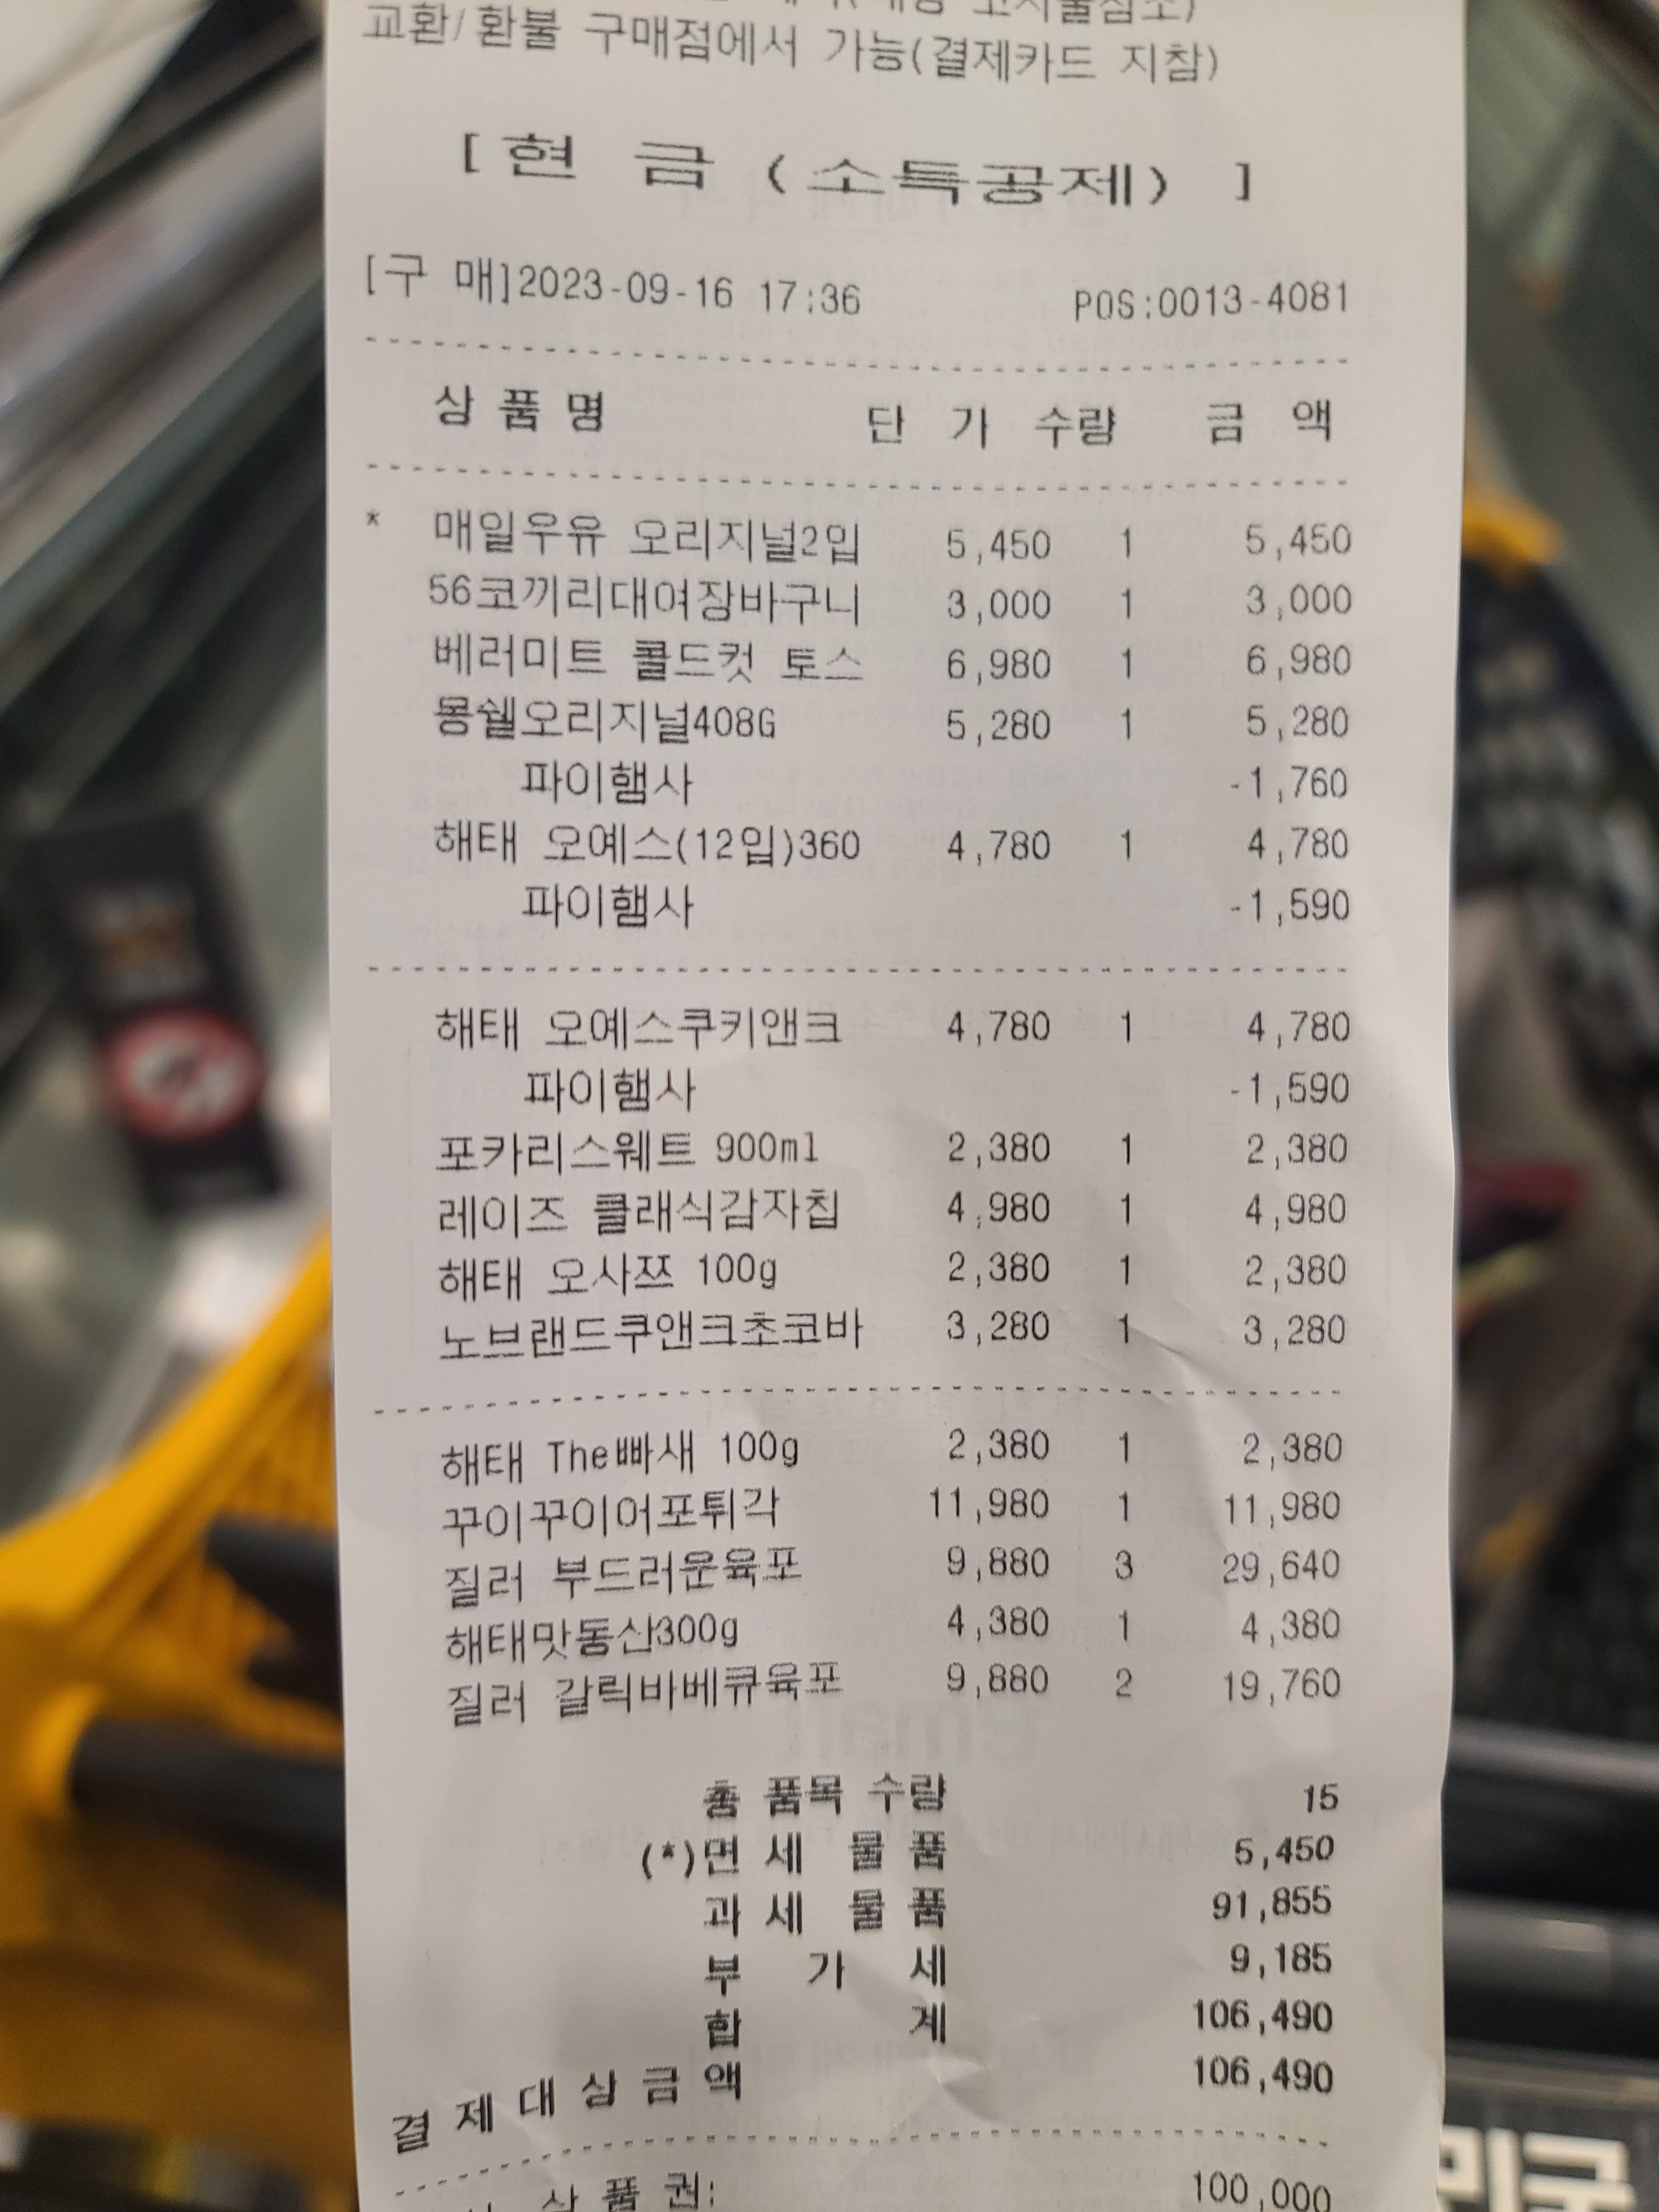 고지물참조)
교환/환불 구매점에서 가능(결제카드 지참)
[ 현 금 (소득공제) ]
[구 매]2023-09-16 17:36 POS:0013-4081
상 품 명 단 가 수량 금 액
* 매일우유 오리지널2입 5,450 1 5,450
56코끼리대여장바구니 3,000 1 3,000
베러미트 콜드컷 토스 6,980 1 6,980
몽쉘오리지널408G 5,280 1 5,280
파이햄사 -1,760
해태 오예스(12입)360 4,780 1 4,780
파이햄사 -1,590
해태 오예스쿠키앤크 4,780 1 4,780
파이햄사 -1,590
포카리스웨트 900ml 2,380 1 2,380
레이즈 클래식감자칩 4,980 1 4,980
해태 오사쯔 100g 2,380 1 2,380
노브랜드쿠앤크초코바 3,280 1 3,280
해태 The빠새 100g 2,380 1 2,380
꾸이꾸이어포튀각 11,980 1 11,980
질러 부드러운육포 9,880 3 29,640
해태맛동산300g 4,380 1 4,380
질러 갈릭바베큐육포 9,880 2 19,760
총 품목 수량 15
(*)면 세 물 품 5,450
과 세 물 품 91,855
부 가 세 9,185
합 계 106,490
결 제 대 상 금 액 106,490
상 품 권: 100,000